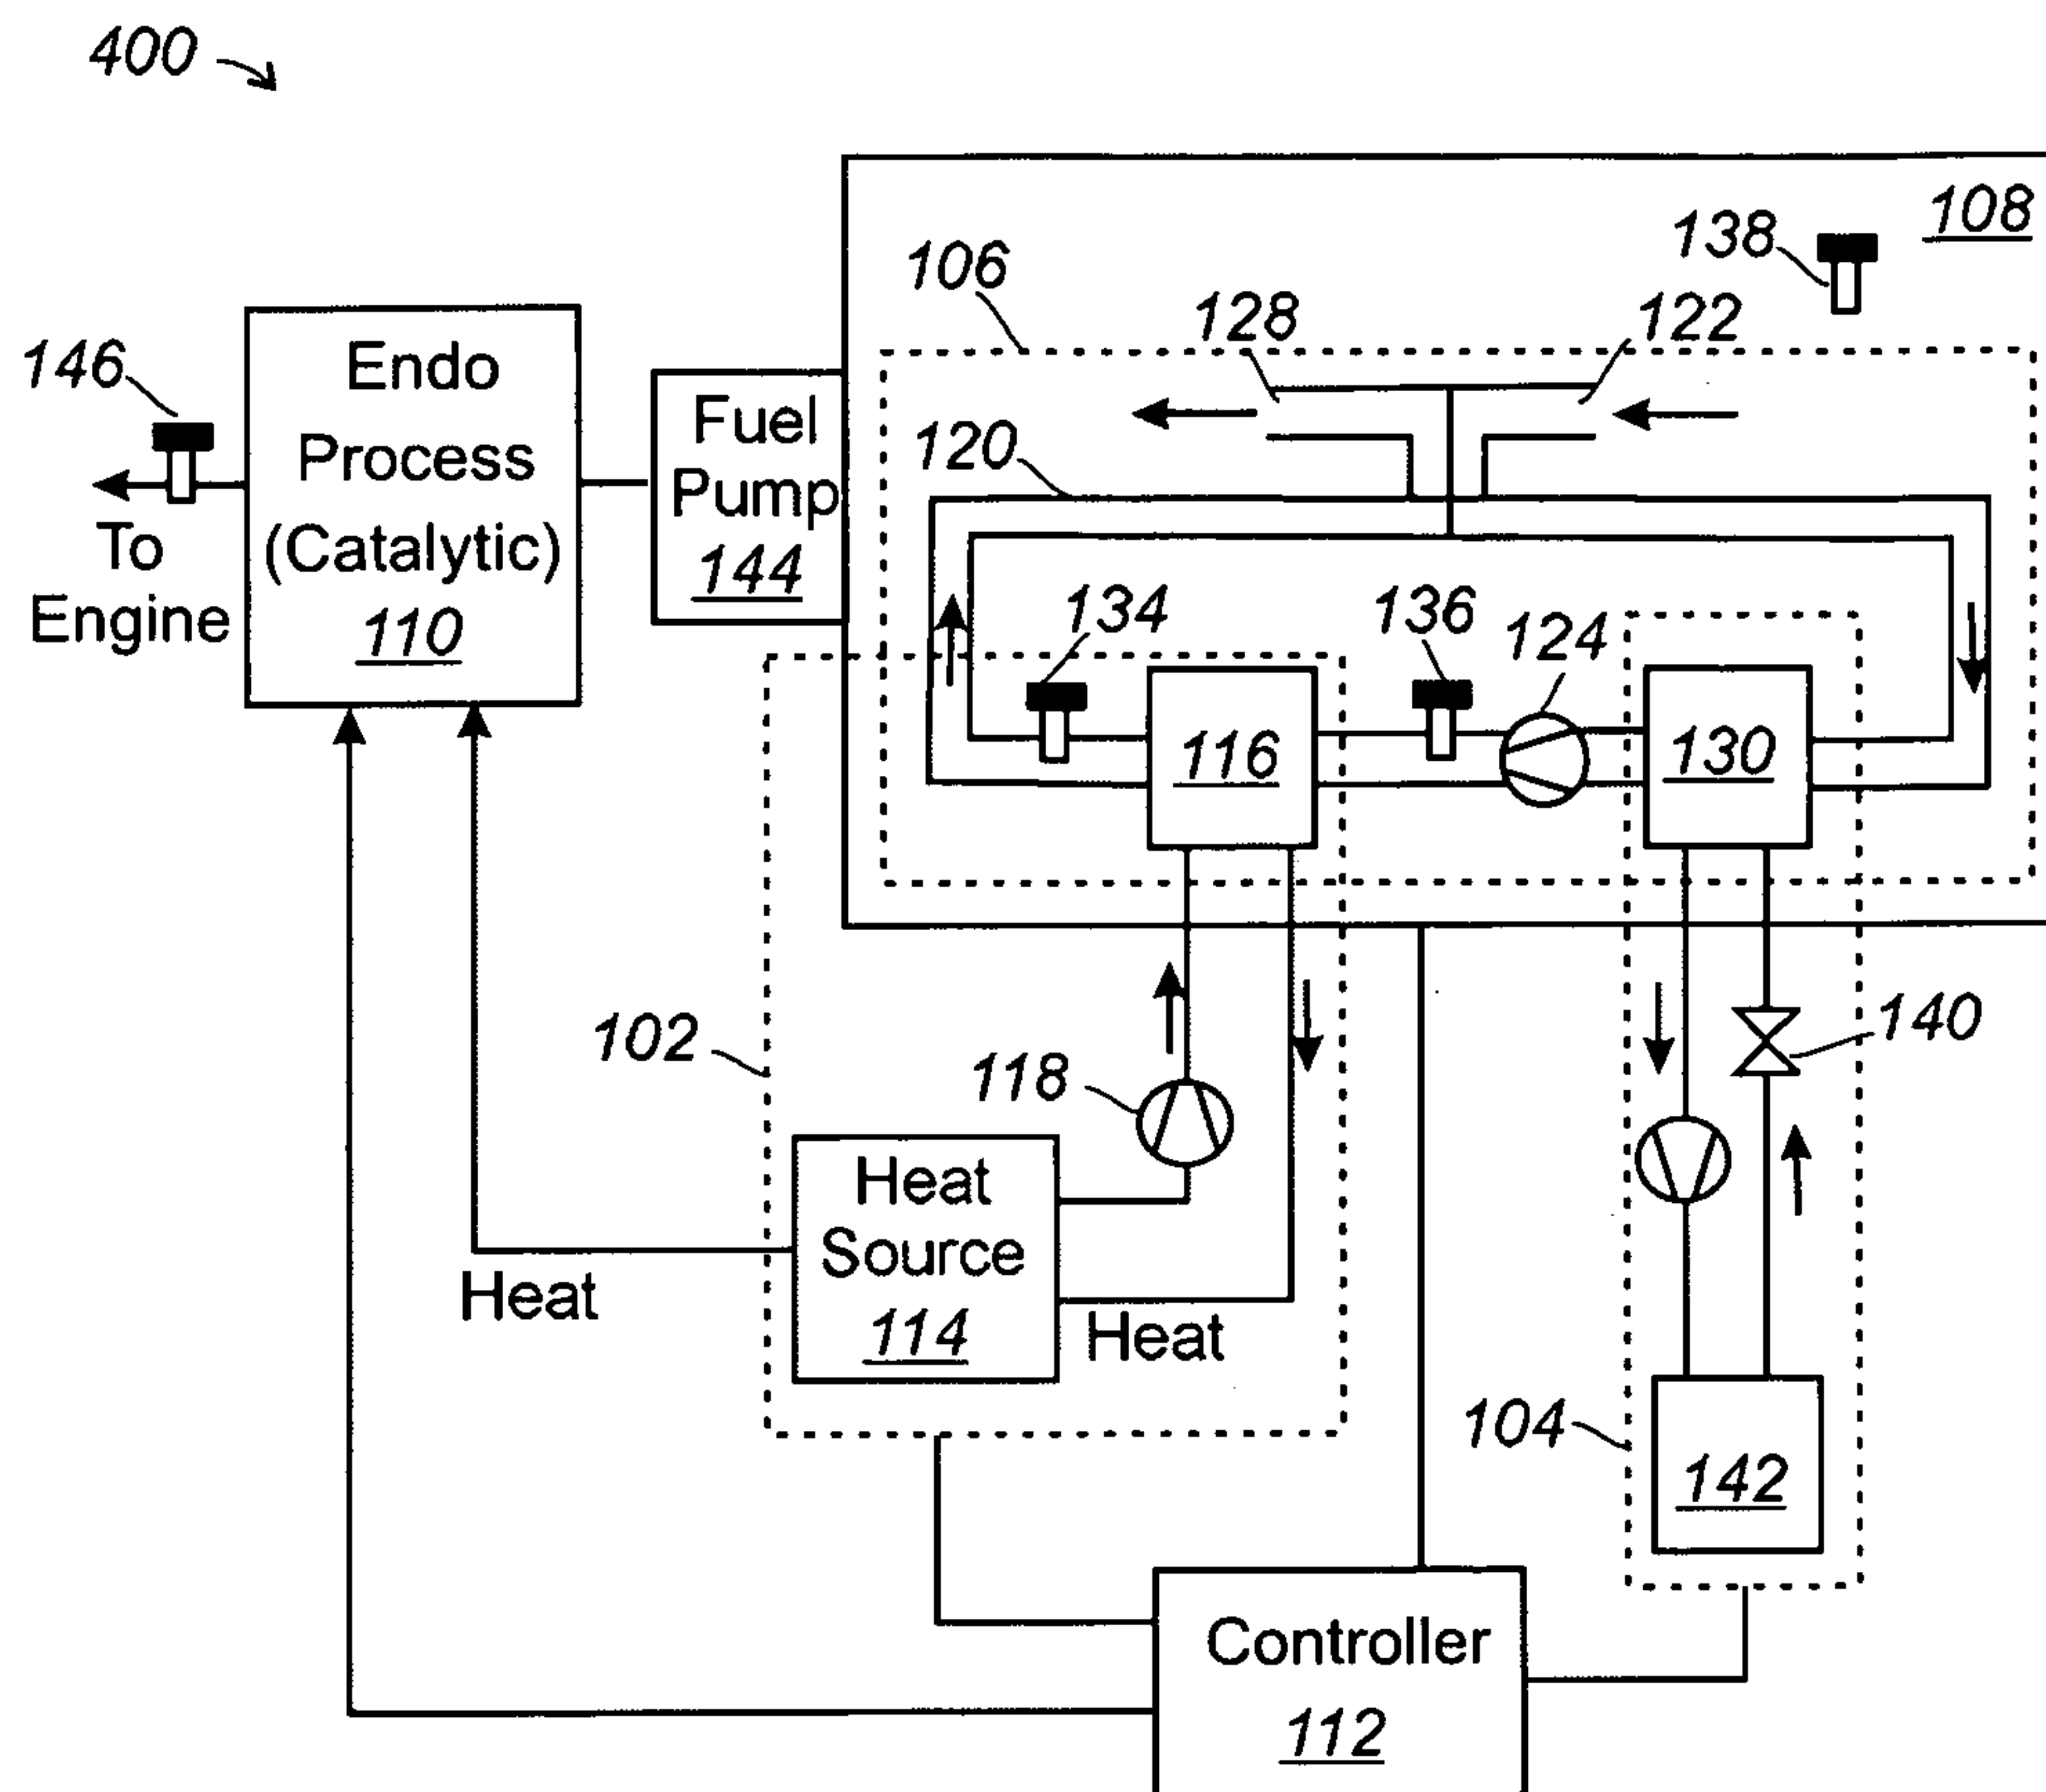 400
108
138
106
128
122
146
Endo
Process
(Catalytic)
110
Fuel
Pump
144
120
To
Engine
134
136
124
116
130
102
118
140
Heat
Source
114
Heat
Heat
104
142
Controller
112